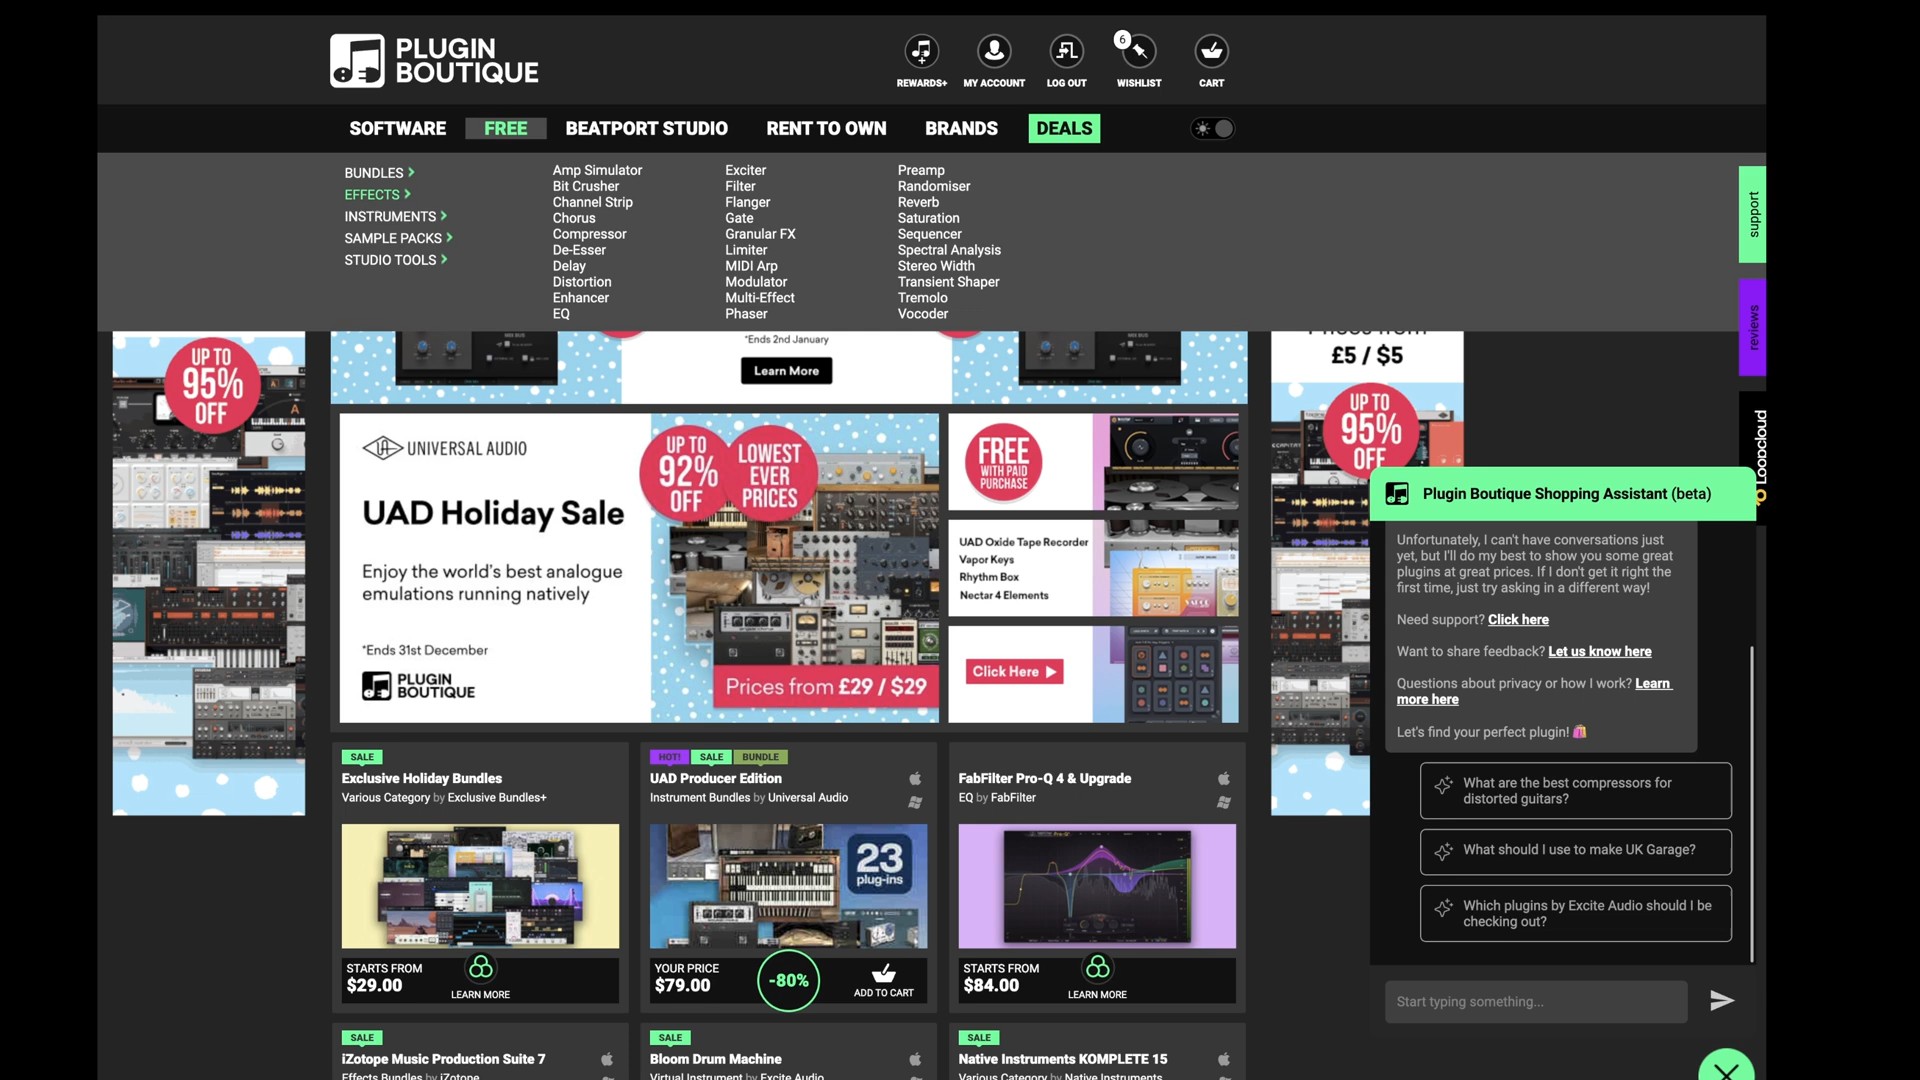 PLUGIN
BOUTIQUE
REWARDS+
MY ACCOUNT
LOG OUT
6
WISHLIST
CART
SOFTWARE
FREE
BEATPORT STUDIO
RENT TO OWN
BRANDS
DEALS
BUNDLES
EFFECTS
INSTRUMENTS
SAMPLE PACKS
STUDIO TOOLS
Amp Simulator
Bit Crusher
Channel Strip
Chorus
Compressor
De-Esser
Delay
Distortion
Enhancer
EQ
Exciter
Filter
Flanger
Gate
Granular FX
Limiter
MIDI Arp
Modulator
Multi-Effect
Phaser
Preamp
Randomiser
Reverb
Saturation
Sequencer
Spectral Analysis
Stereo Width
Transient Shaper
Tremolo
Vocoder
support
reviews
Loopcloud
UP TO
95%
OFF
*Ends 2nd January
Learn More
£5 / $5
UP TO
95%
OFF
UNIVERSAL AUDIO
UAD Holiday Sale
Enjoy the world's best analogue
emulations running natively
*Ends 31st December
PLUGIN
BOUTIQUE
UP TO
92%
OFF
LOWEST
EVER
PRICES
Prices from £29 / $29
FREE
WITH PAID
PURCHASE
UAD Oxide Tape Recorder
Vapor Keys
Rhythm Box
Nectar 4 Elements
Click Here
SALE
Exclusive Holiday Bundles
Various Category by Exclusive Bundles+
STARTS FROM
$29.00
LEARN MORE
HOT!
SALE
BUNDLE
UAD Producer Edition
Instrument Bundles by Universal Audio
23
plug-ins
YOUR PRICE
$79.00
-80%
ADD TO CART
FabFilter Pro-Q 4 & Upgrade
EQ by FabFilter
STARTS FROM
$84.00
LEARN MORE
SALE
iZotope Music Production Suite 7
Effects Bundles by iZotope
SALE
Bloom Drum Machine
Virtual Instrument by Excite Audio
SALE
Native Instruments KOMPLETE 15
Various Category by Native Instruments
Plugin Boutique Shopping Assistant (beta)
Unfortunately, I can't have conversations just
yet, but I'll do my best to show you some great
plugins at great prices. If I don't get it right the
first time, just try asking in a different way!
Need support? Click here
Want to share feedback? Let us know here
Questions about privacy or how I work? Learn
more here
Let's find your perfect plugin! 🛍️
What are the best compressors for
distorted guitars?
What should I use to make UK Garage?
Which plugins by Excite Audio should I be
checking out?
Start typing something...